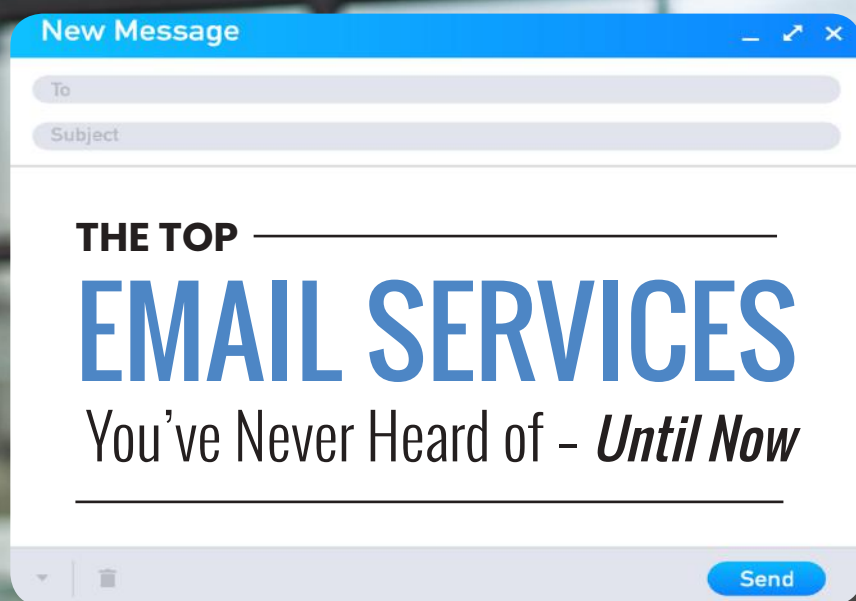 New Message
To
Subject
THE TOP
EMAIL SERVICES
You've Never Heard of – Until Now
Send